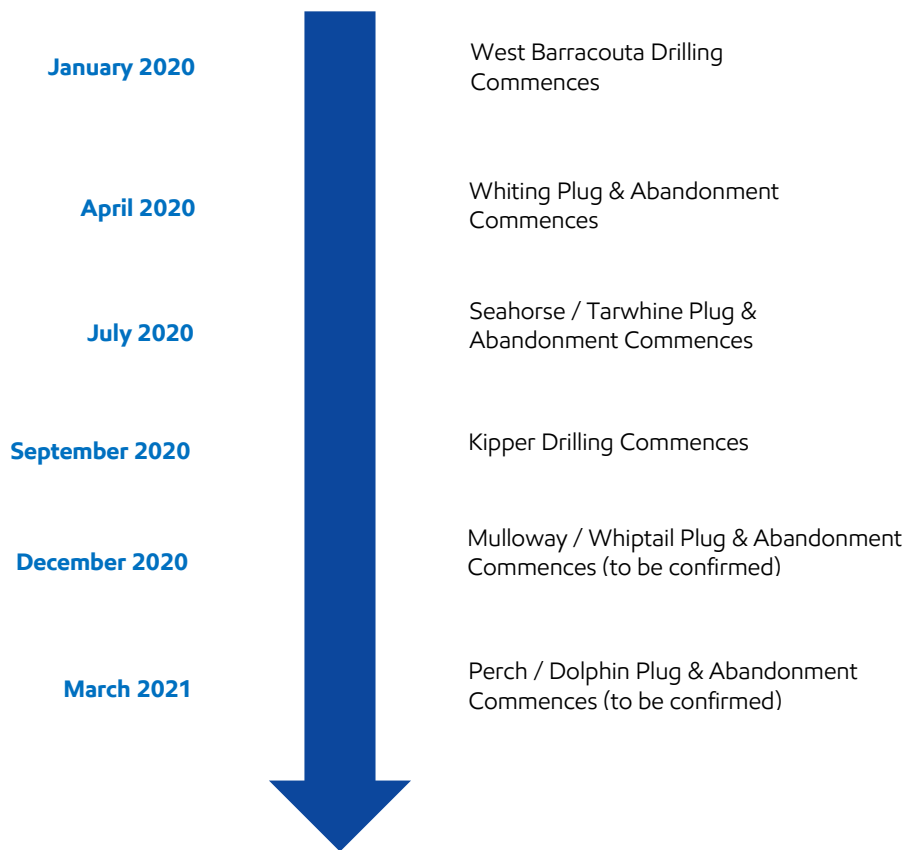 January 2020
West Barracouta Drilling
Commences
April 2020
Whiting Plug & Abandonment
Commences
July 2020
Seahorse / Tarwhine Plug &
Abandonment Commences
September 2020
Kipper Drilling Commences
December 2020
Mulloway / Whiptail Plug & Abandonment
Commences (to be confirmed)
March 2021
Perch / Dolphin Plug & Abandonment
Commences (to be confirmed)